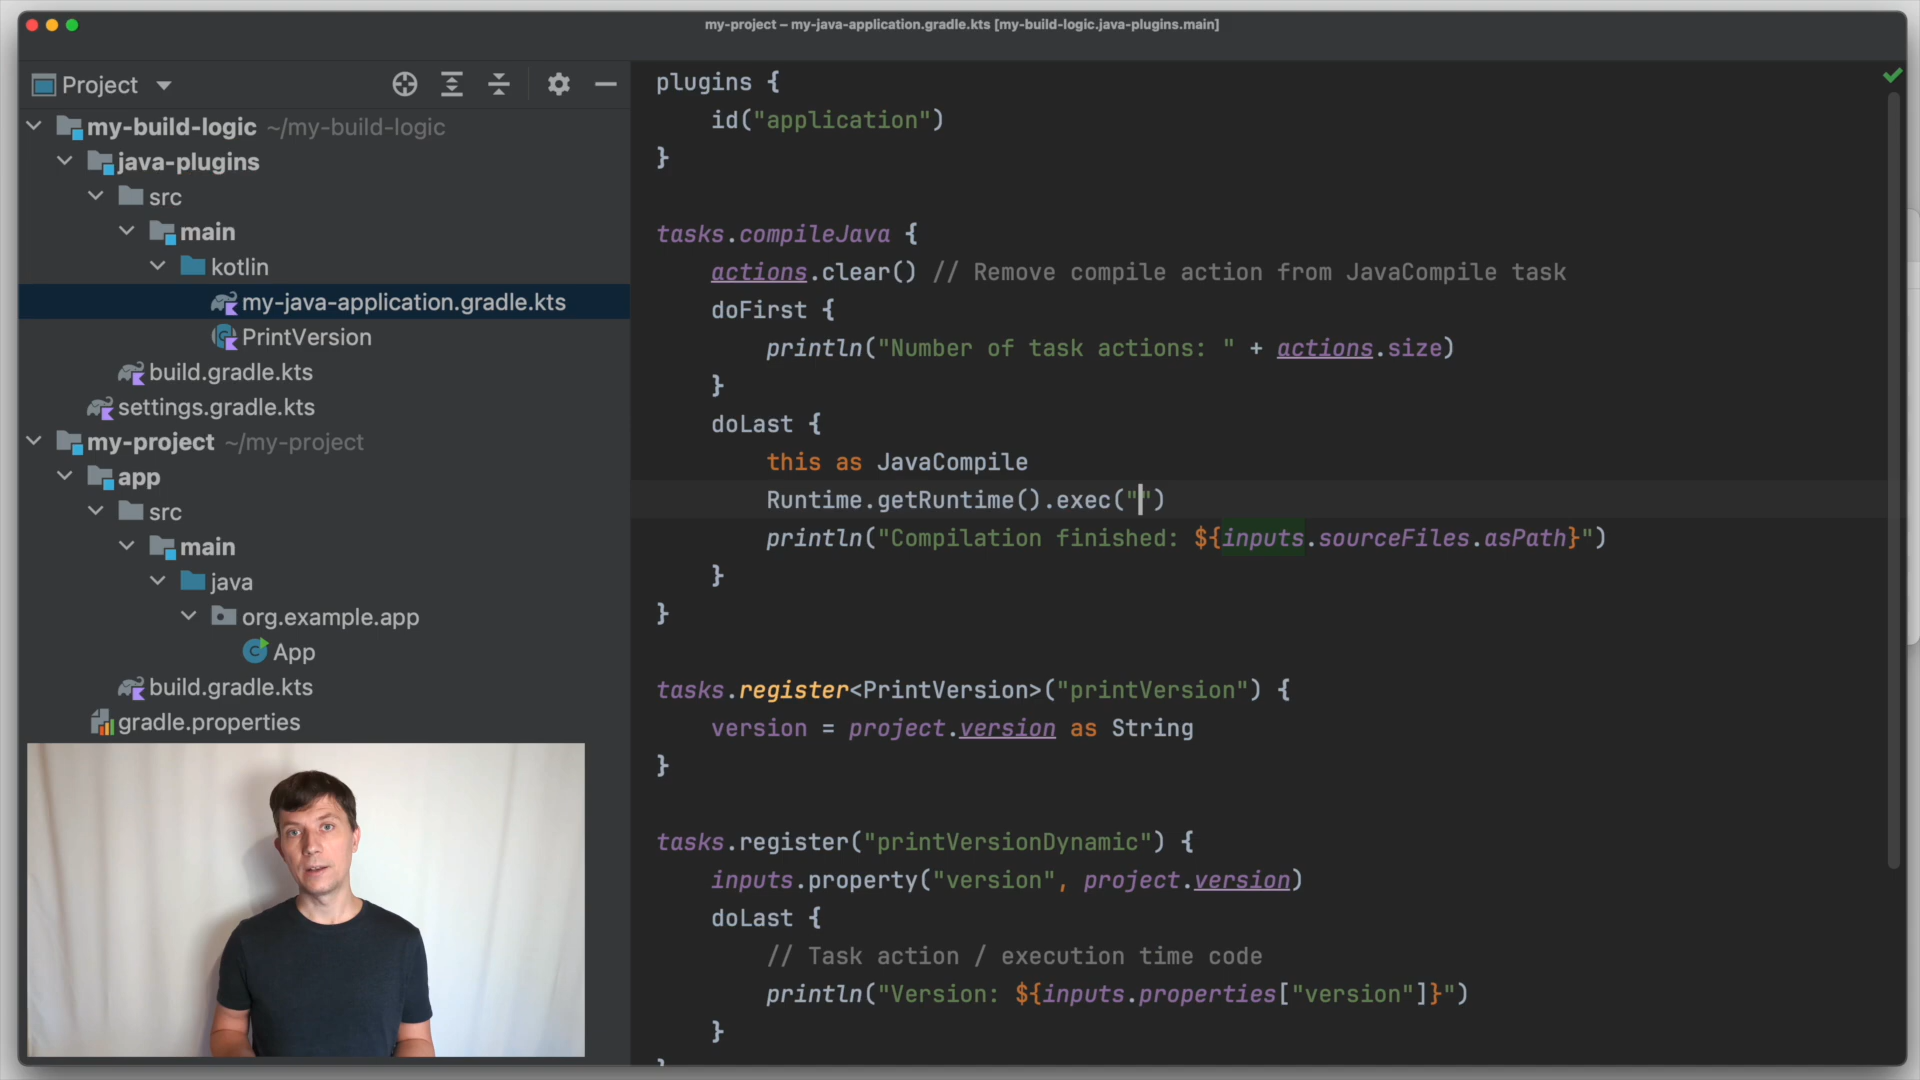 my-project – my-java-application.gradle.kts [my-build-logic.java-plugins.main]
Project
my-build-logic ~/my-build-logic
java-plugins
src
main
kotlin
my-java-application.gradle.kts
PrintVersion
build.gradle.kts
settings.gradle.kts
my-project ~/my-project
app
src
main
java
org.example.app
App
build.gradle.kts
gradle.properties
plugins {
id("application")
}
tasks.compileJava {
actions.clear() // Remove compile action from JavaCompile task
doFirst {
println("Number of task actions: " + actions.size)
}
doLast {
this as JavaCompile
Runtime.getRuntime().exec("")
println("Compilation finished: ${inputs.sourceFiles.asPath}")
}
}
tasks.register<PrintVersion>("printVersion") {
version = project.version as String
}
tasks.register("printVersionDynamic") {
inputs.property("version", project.version)
doLast {
// Task action / execution time code
println("Version: ${inputs.properties["version"]}")
}
}